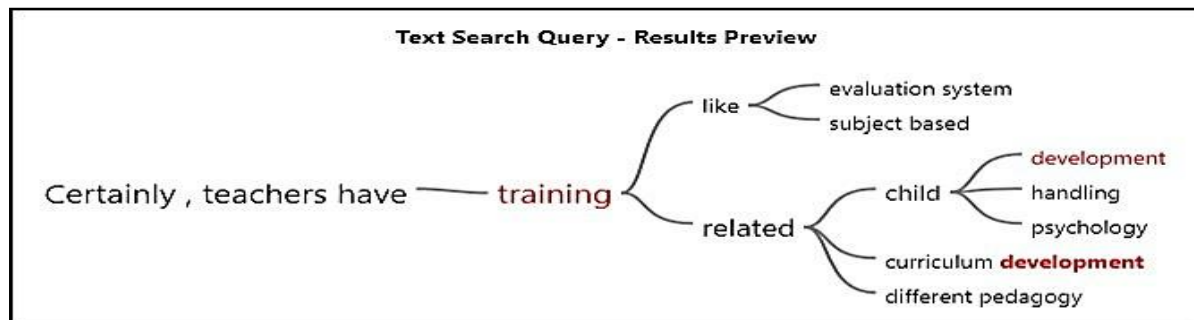 Text Search Query - Results Preview
Certainly , teachers have
training
like
evaluation system
subject based
related
child
development
handling
psychology
curriculum development
different pedagogy